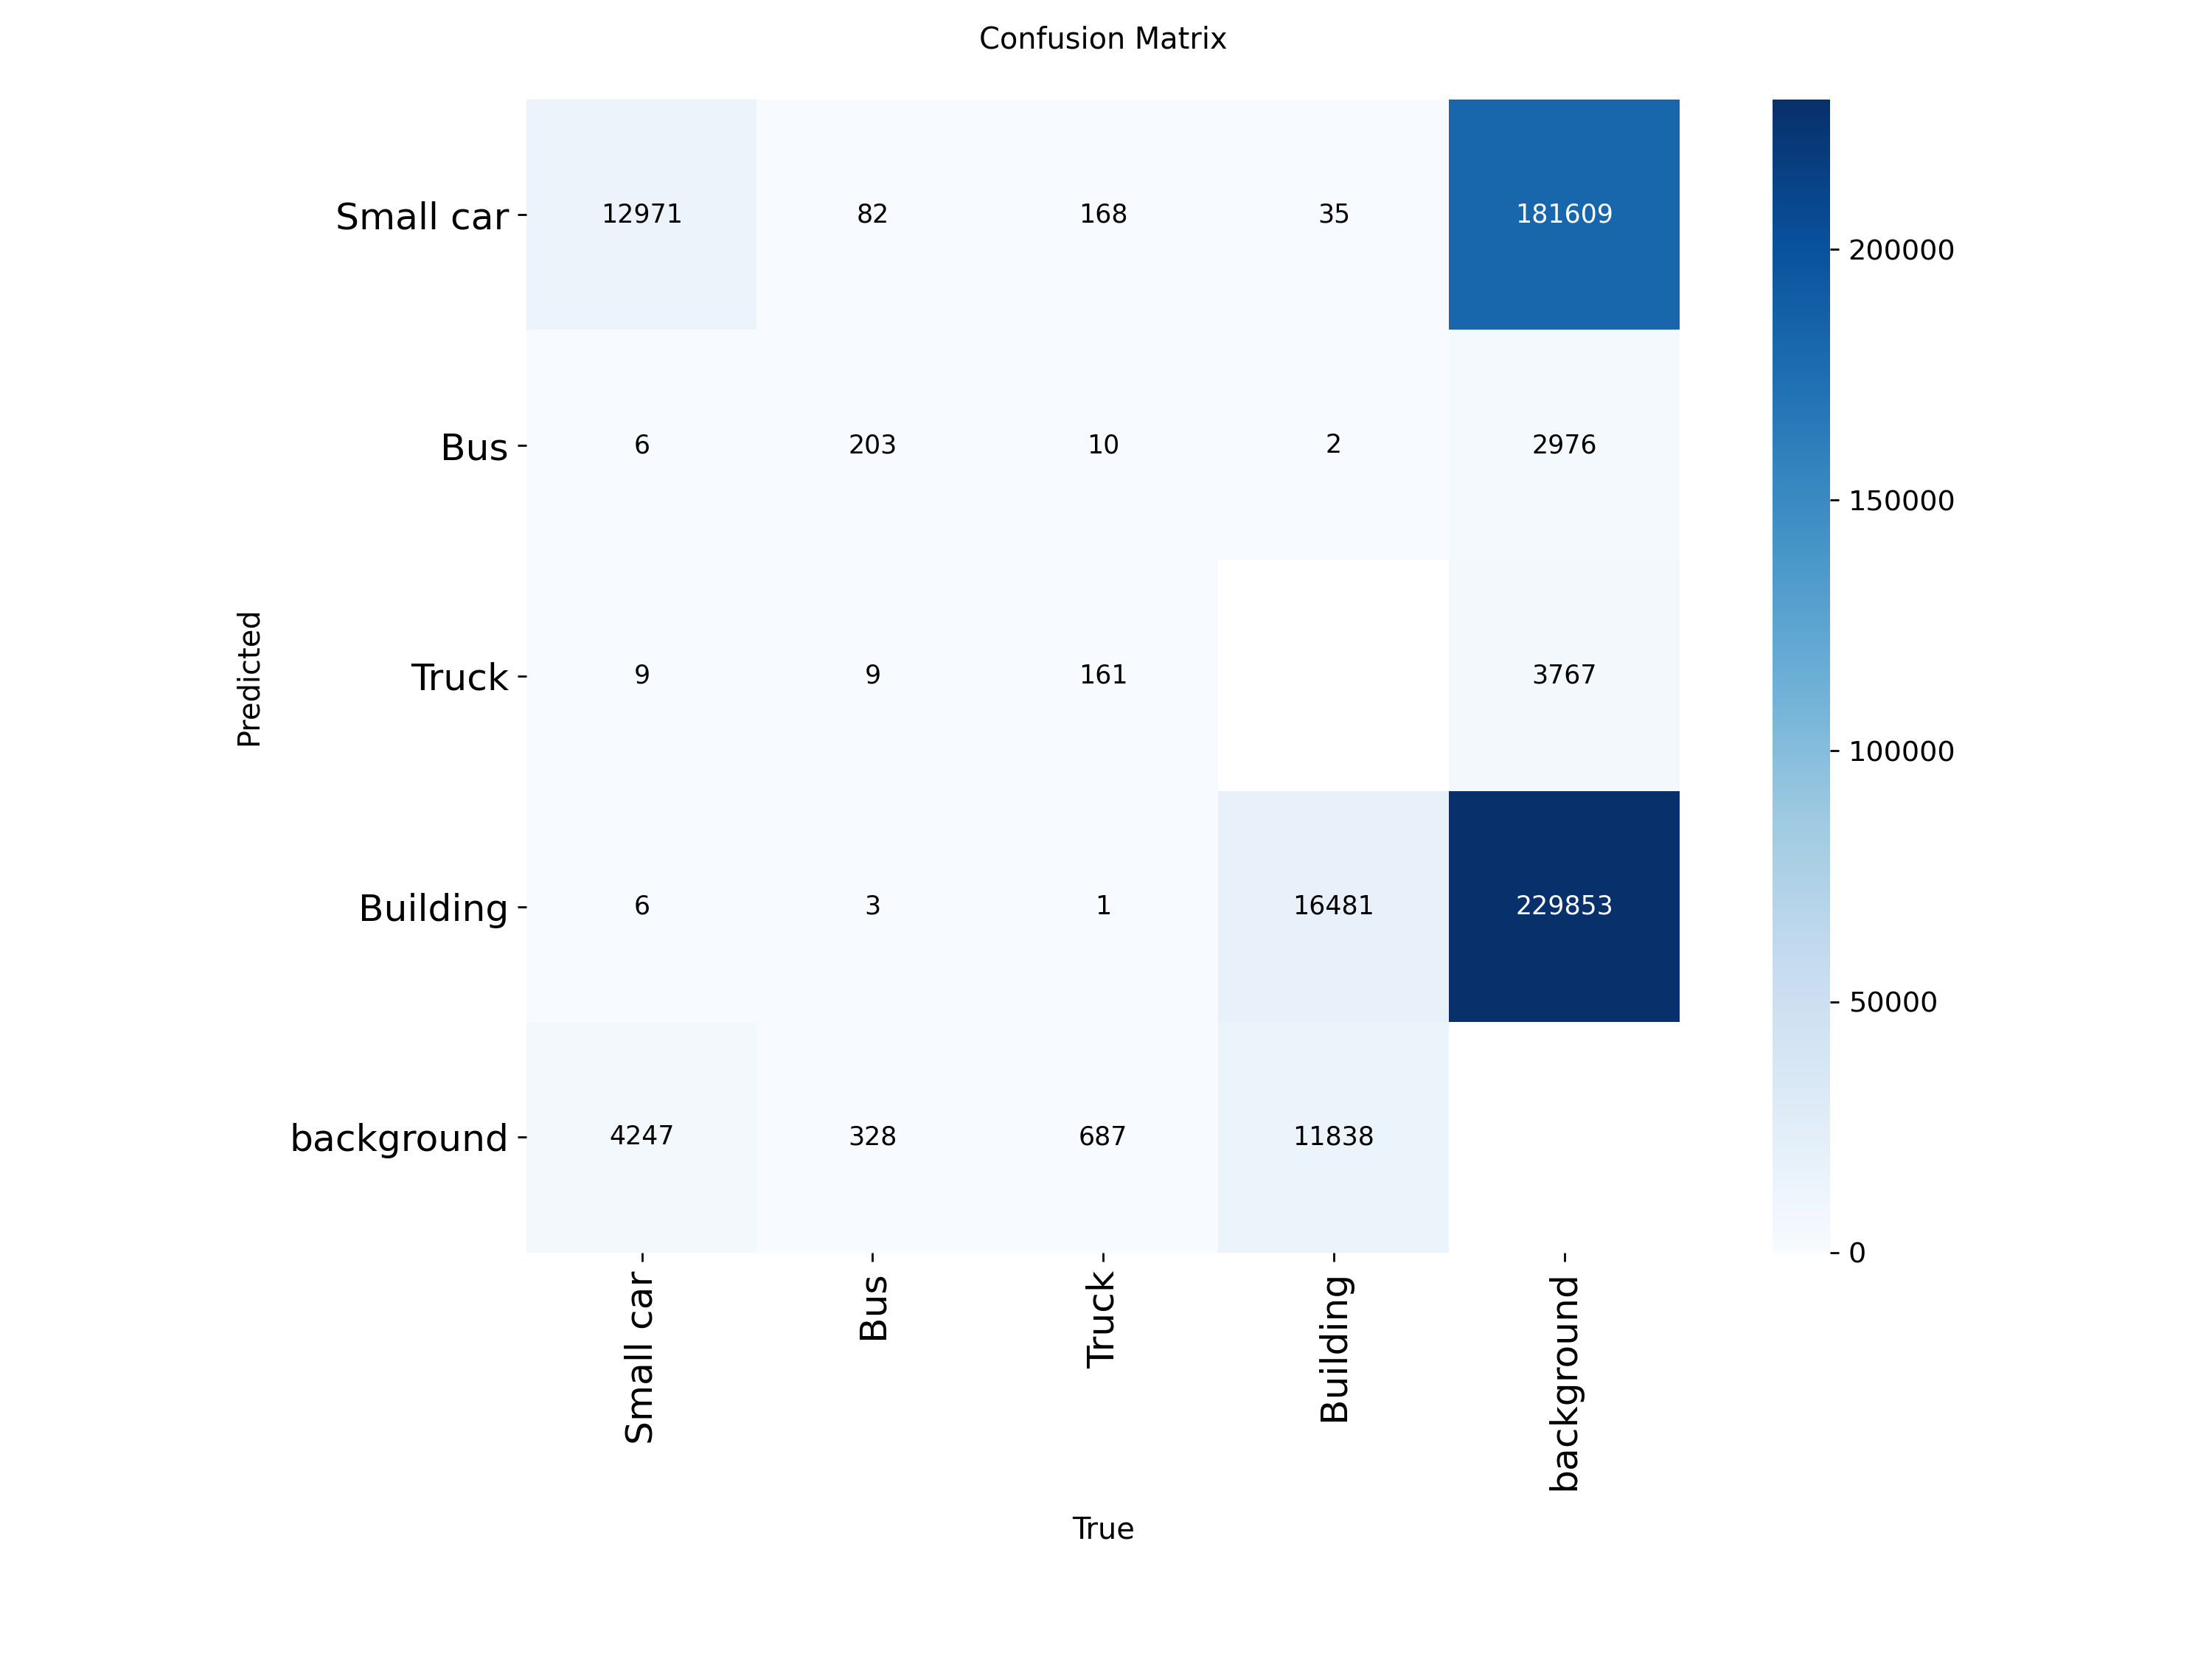 Confusion Matrix
Small car 12971 82 168 35 181609
Bus 6 203 10 2 2976
Truck 9 9 161 3767
Building 6 3 1 16481 229853
background 4247 328 687 11838
Predicted
Small car Bus Truck Building background
True
200000
150000
100000
50000
0